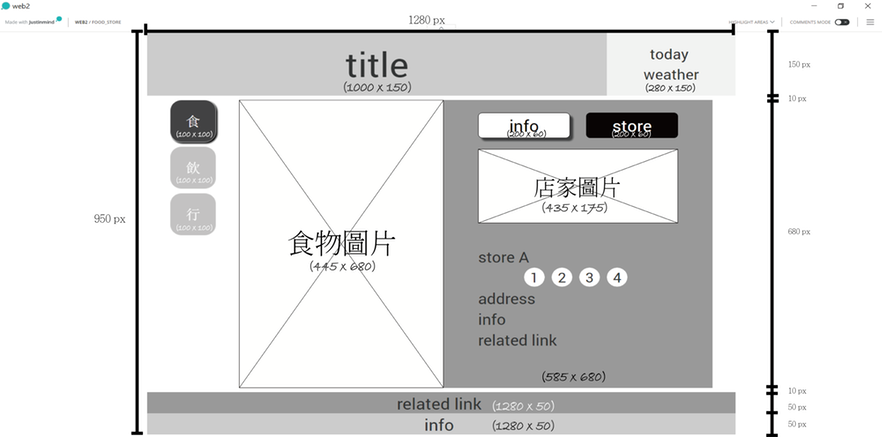 web2
Made with justinmind
WEB2 / FOOD_STORE
HIGHLIGHT AREAS
COMMENTS MODE
1280 px
title
(1000 x 150)
today
weather
(280 x 150)
150 px
10 px
食
(100 x 100)
飲
(100 x 100)
行
(100 x 100)
950 px
食物圖片
(445 x 680)
info
(200 x 60)
store
(200 x 60)
店家圖片
(435 x 175)
680 px
store A
1 2 3 4
address
info
related link
(585 x 680)
10 px
related link (1280 x 50)
50 px
info (1280 x 50)
50 px